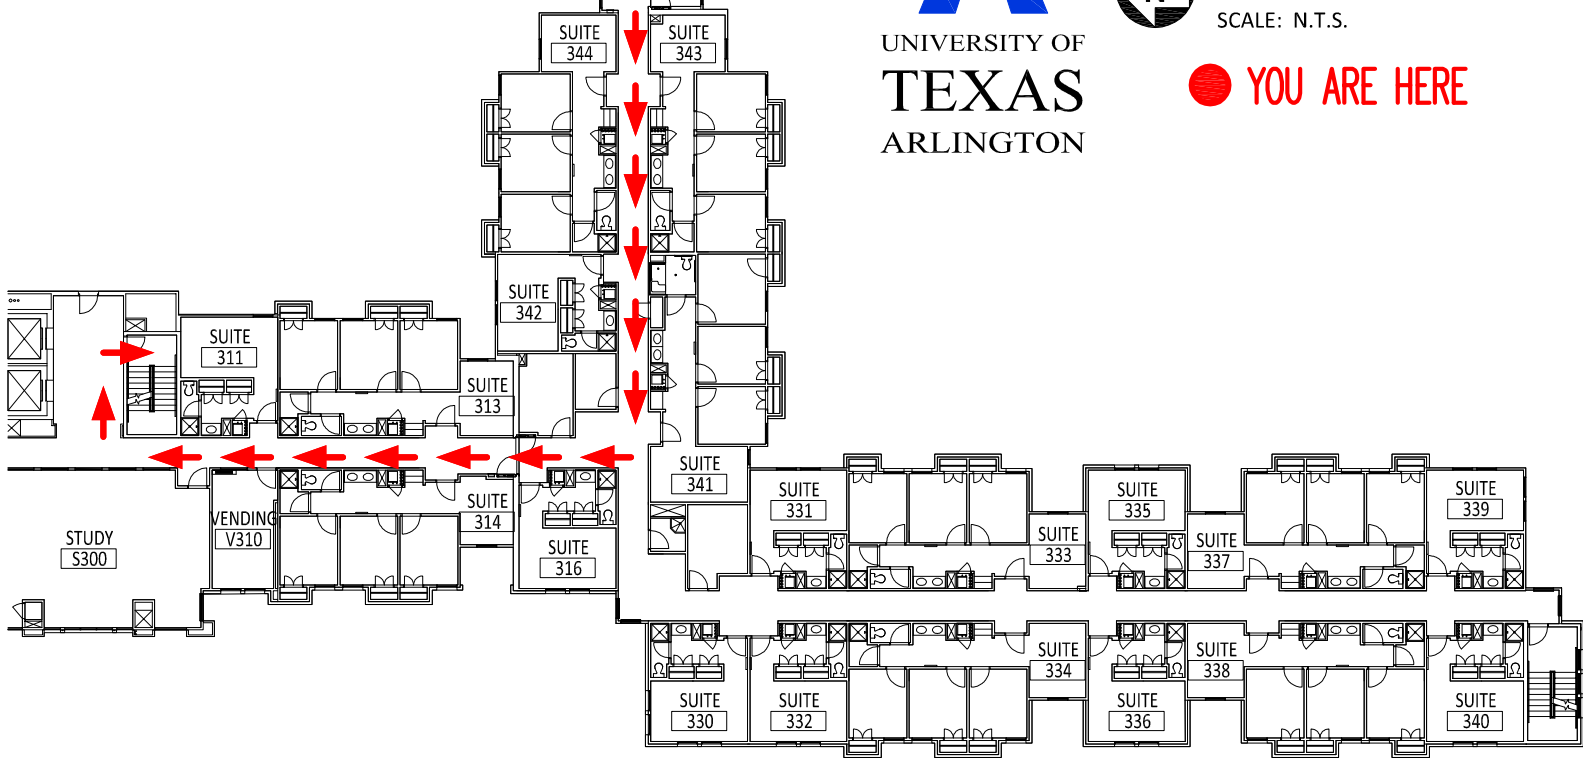 SCALE: N.T.S.
UNIVERSITY OF
TEXAS
ARLINGTON
YOU ARE HERE
SUITE
344
SUITE
343
SUITE
342
SUITE
311
SUITE
313
SUITE
341
SUITE
314
SUITE
316
VENDING
V310
STUDY
S300
SUITE
331
SUITE
333
SUITE
335
SUITE
337
SUITE
339
SUITE
330
SUITE
332
SUITE
334
SUITE
336
SUITE
338
SUITE
340